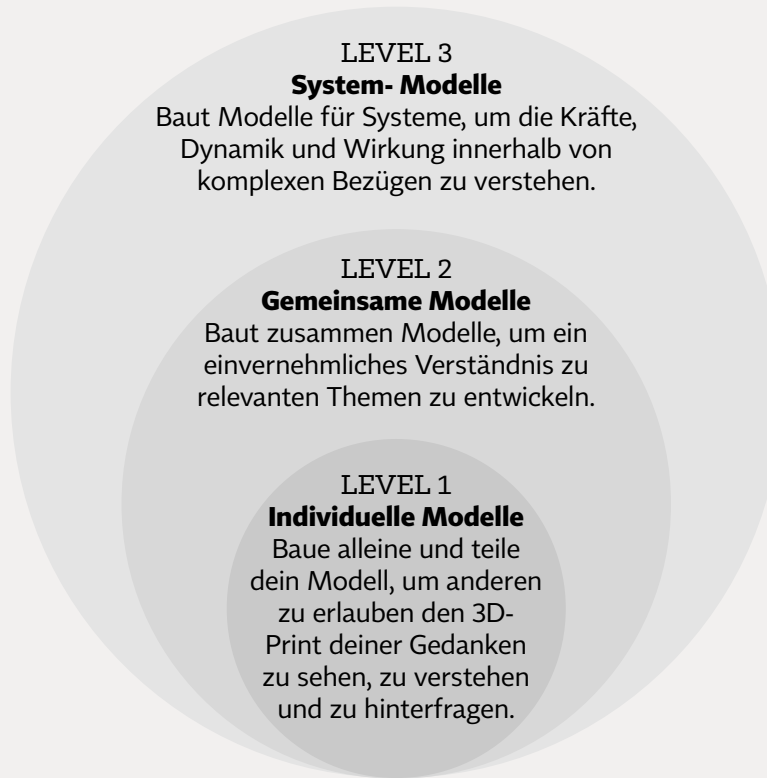 LEVEL 3
System- Modelle
Baut Modelle für Systeme, um die Kräfte,
Dynamik und Wirkung innerhalb von
komplexen Bezügen zu verstehen.
LEVEL 2
Gemeinsame Modelle
Baut zusammen Modelle, um ein
einvernehmliches Verständnis zu
relevanten Themen zu entwickeln.
LEVEL 1
Individuelle Modelle
Baue alleine und teile
dein Modell, um anderen
zu erlauben den 3D-
Print deiner Gedanken
zu sehen, zu verstehen
und zu hinterfragen.